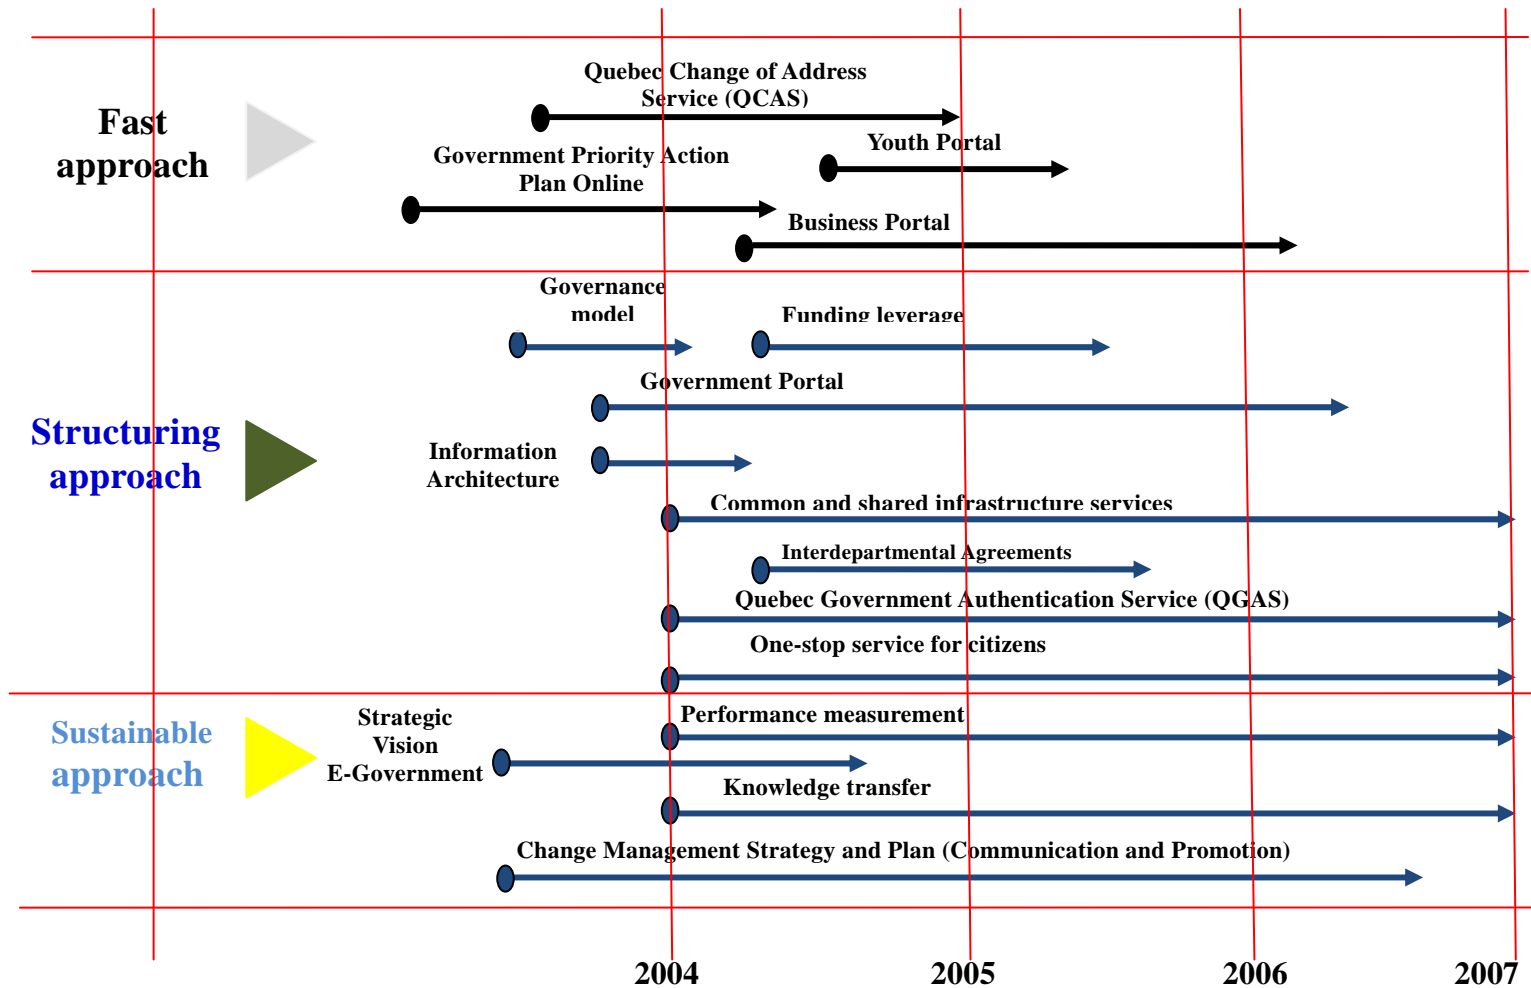 Quebec Change of Address
Service (QCAS)
Fast
approach
Youth Portal
Government Priority Action
Plan Online
Business Portal
Governance
model
Funding leverage
Government Portal
Structuring
approach
Information
Architecture
Common and shared infrastructure services
Interdepartmental Agreements
Quebec Government Authentication Service (QGAS)
One-stop service for citizens
Sustainable
approach
Strategic
Vision
E-Government
Performance measurement
Knowledge transfer
Change Management Strategy and Plan (Communication and Promotion)
2004 2005 2006 2007